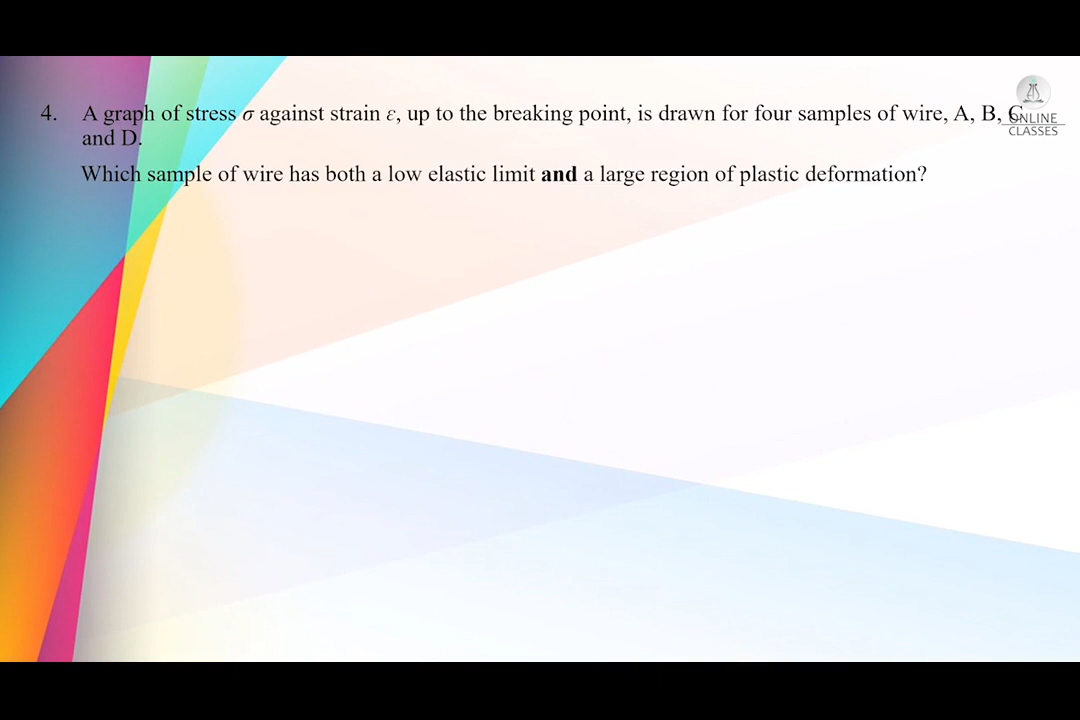 4. A graph of stress σ against strain ε, up to the breaking point, is drawn for four samples of wire, A, B, C
and D.
ONLINE
CLASSES
Which sample of wire has both a low elastic limit and a large region of plastic deformation?